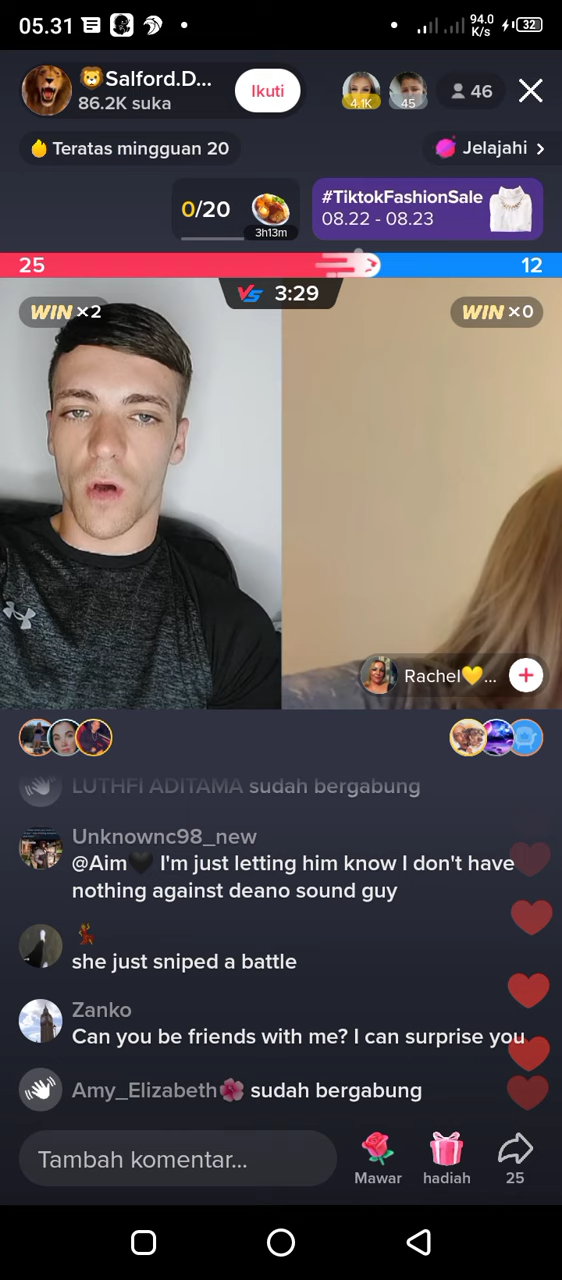 05.31
94.0
K/s
32
🦁Salford.D...
86.2K suka
Ikuti
4.1K
45
46
Teratas mingguan 20
Jelajahi
0/20
3h13m
#TiktokFashionSale
08.22 - 08.23
25
12
WIN ×2
VS 3:29
WIN ×0
Rachel💛...
LUTHFI ADITAMA sudah bergabung
Unknownc98_new
@Aim🖤 I'm just letting him know I don't have
nothing against deano sound guy
💃
she just sniped a battle
Zanko
Can you be friends with me? I can surprise you
Amy_Elizabeth🌺 sudah bergabung
Tambah komentar...
Mawar
hadiah
25